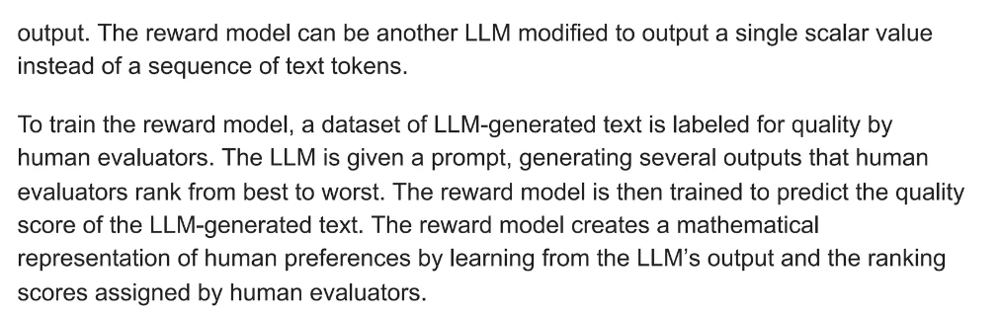 output. The reward model can be another LLM modified to output a single scalar value
instead of a sequence of text tokens.
To train the reward model, a dataset of LLM-generated text is labeled for quality by
human evaluators. The LLM is given a prompt, generating several outputs that human
evaluators rank from best to worst. The reward model is then trained to predict the quality
score of the LLM-generated text. The reward model creates a mathematical
representation of human preferences by learning from the LLM’s output and the ranking
scores assigned by human evaluators.